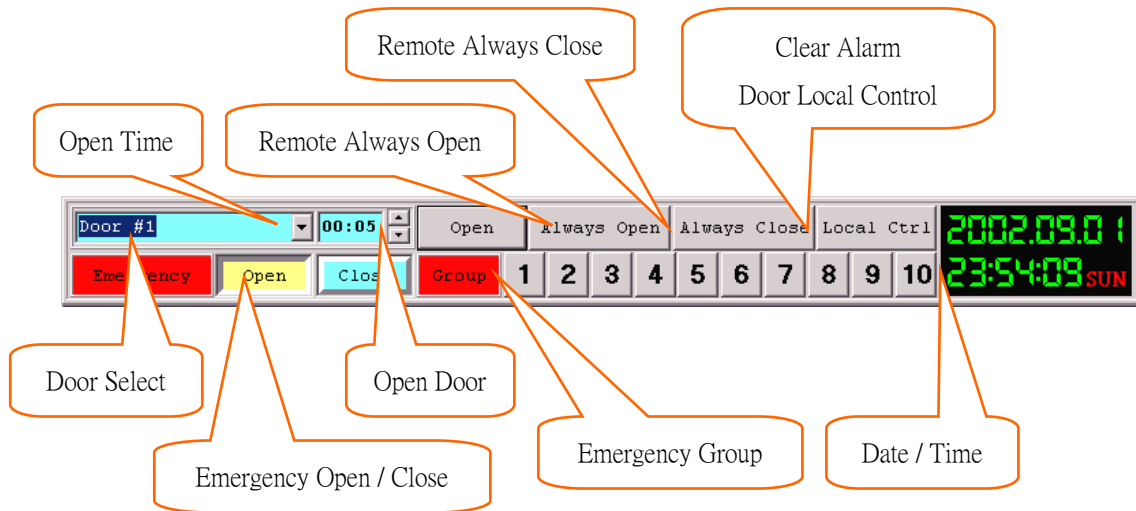 Remote Always Close
Clear Alarm
Door Local Control
Open Time
Remote Always Open
Door #1
00:05
Open
Always Open
Always Close
Local Ctrl
2002.09.01
Emergency
Open
Clos
Group
1 2 3 4 5 6 7 8 9 10
23:54:09 SUN
Door Select
Open Door
Emergency Open / Close
Emergency Group
Date / Time